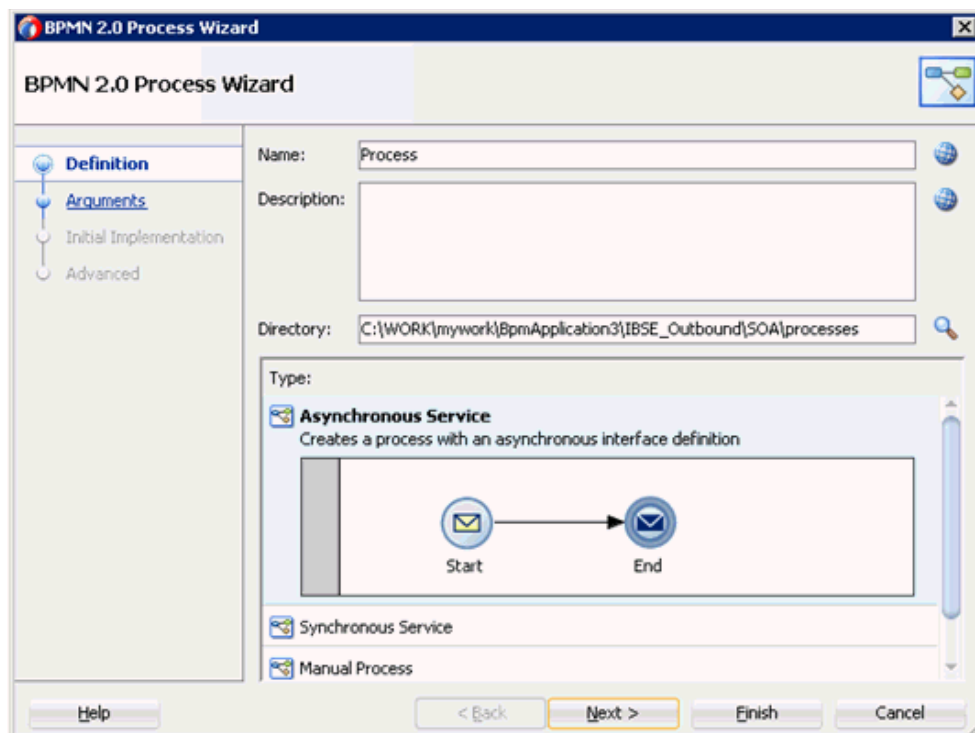 BPMN 2.0 Process Wizard
BPMN 2.0 Process Wizard
Definition
Arguments
Initial Implementation
Advanced
Name: Process
Description:
Directory: C:\WORK\mywork\BpmApplication3\IBSE_Outbound\SOA\processes
Type:
Asynchronous Service
Creates a process with an asynchronous interface definition
Start End
Synchronous Service
Manual Process
Help < Back Next > Finish Cancel